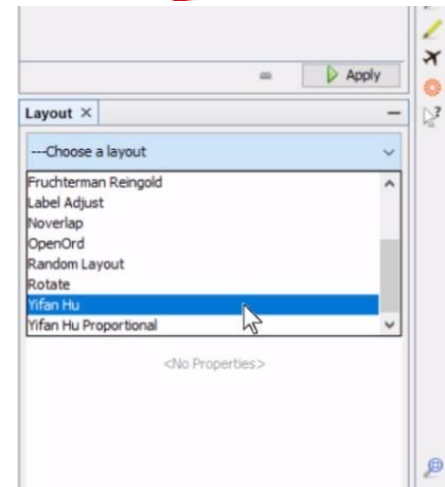 Apply
Layout ×
---Choose a layout
Fruchterman Reingold
Label Adjust
Noverlap
OpenOrd
Random Layout
Rotate
Yifan Hu
Yifan Hu Proportional
<No Properties>